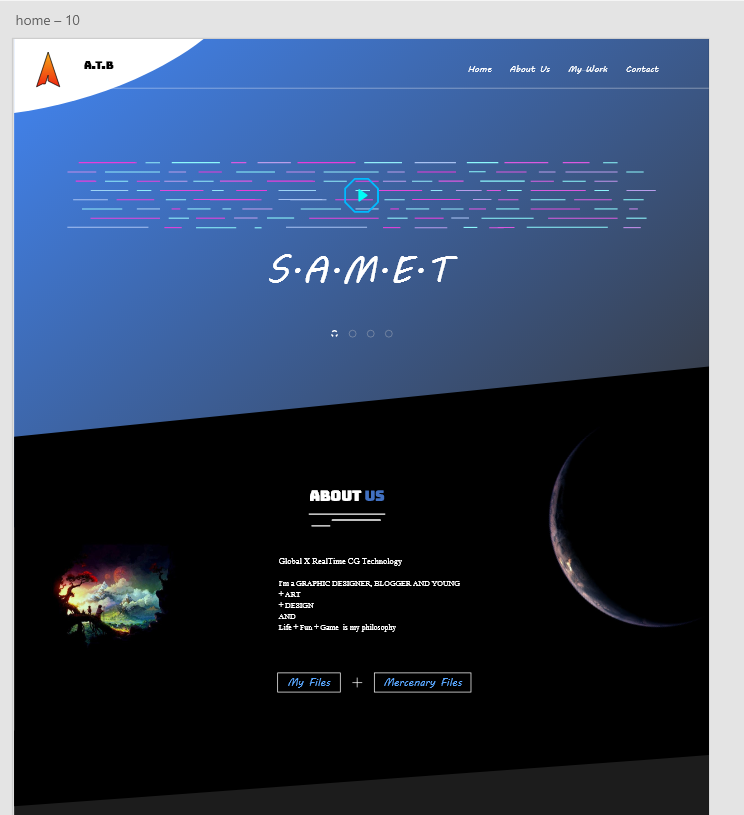 home – 10
A.T.B
Home About Us My Work Contact
S·A·M·E·T
ABOUT US
Global X RealTime CG Technology
I'm a GRAPHIC DESIGNER, BLOGGER AND YOUNG
+ ART
+ DESIGN
AND
Life + Fun + Game is my philosophy
My Files + Mercenary Files